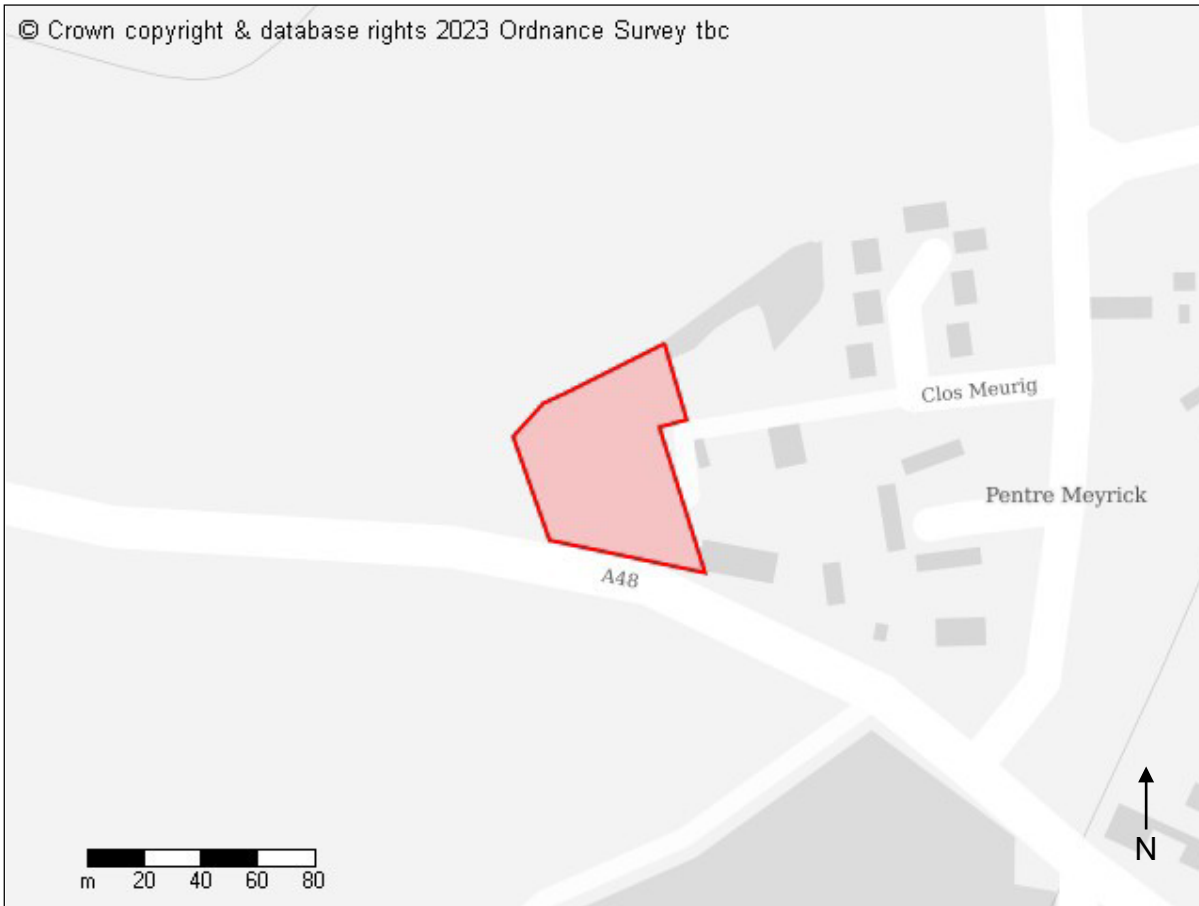 © Crown copyright & database rights 2023 Ordnance Survey tbc
Clos Meurig
Pentre Meyrick
A48
N
m 20 40 60 80